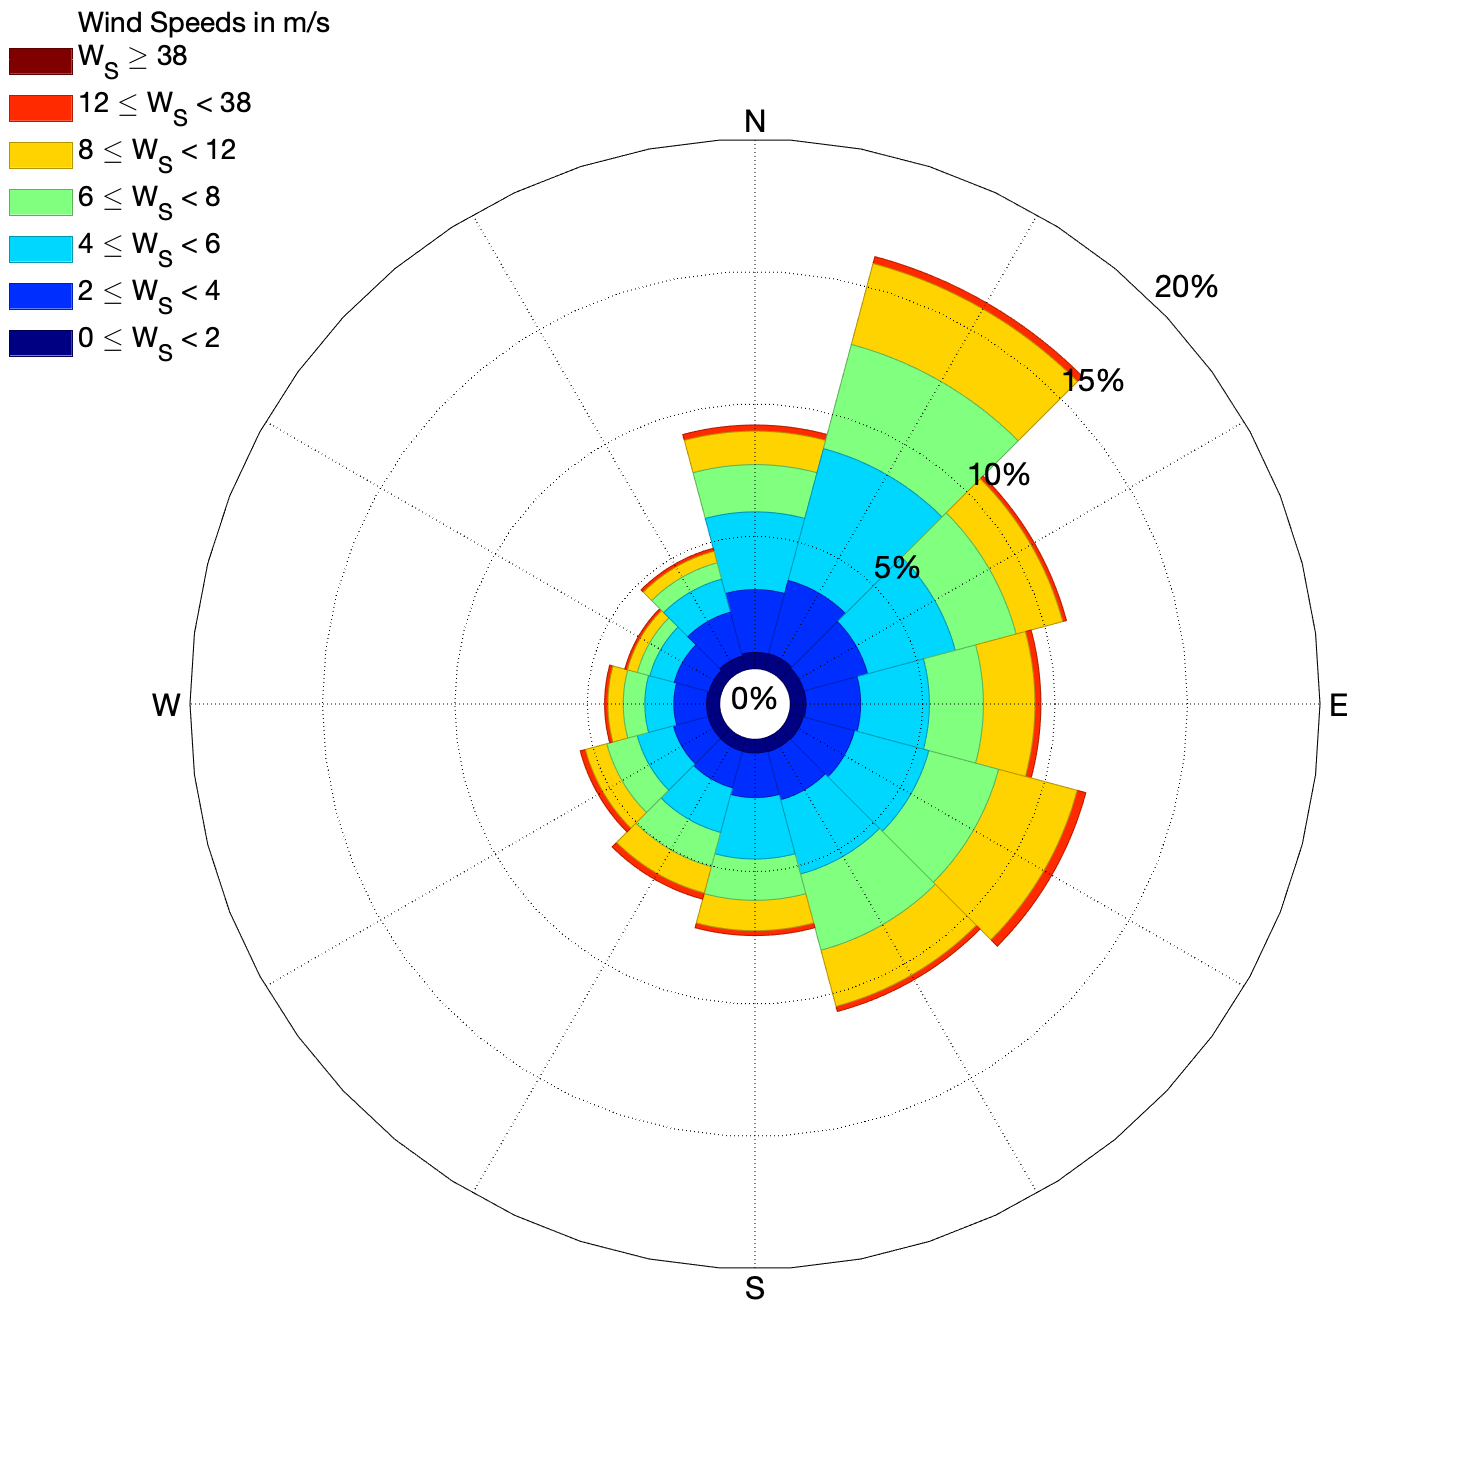 Wind Speeds in m/s
W_S ≥ 38
12 ≤ W_S < 38
8 ≤ W_S < 12
6 ≤ W_S < 8
4 ≤ W_S < 6
2 ≤ W_S < 4
0 ≤ W_S < 2
N
20%
15%
10%
5%
0%
W
E
S